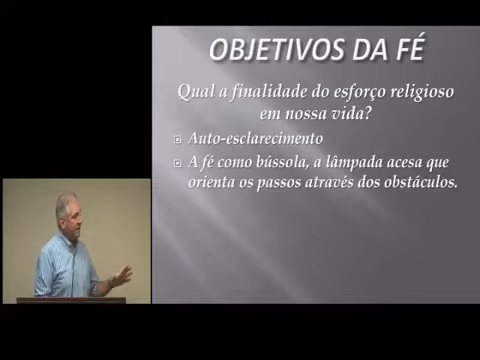 OBJETIVOS DA FÉ
Qual a finalidade do esforço religioso
em nossa vida?
Auto-esclarecimento
A fé como bússola, a lâmpada acesa que
orienta os passos através dos obstáculos.